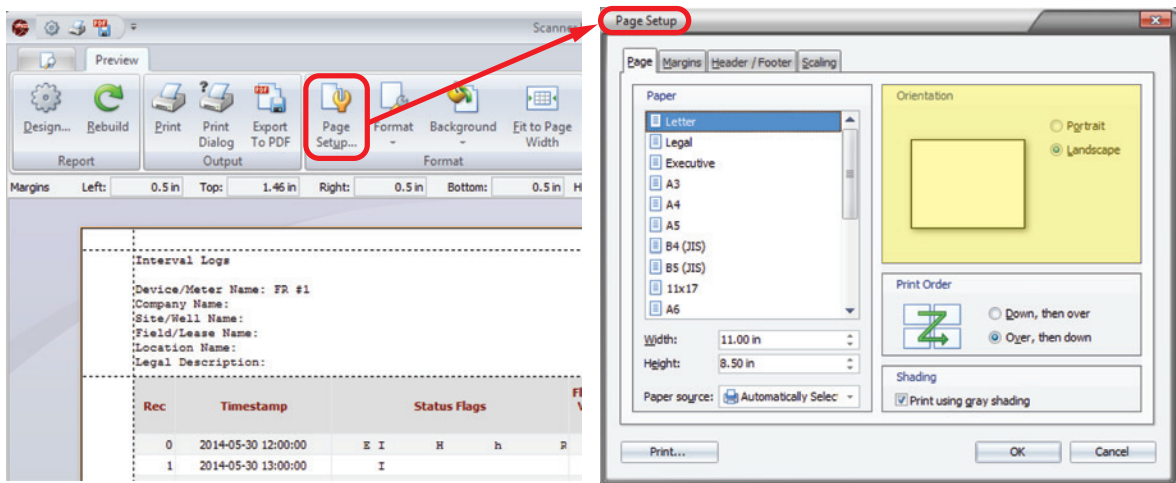 Scanne
Preview
Design...
Rebuild
Print
Print Dialog
Export To PDF
Page Setup...
Format
Background
Fit to Page Width
Report
Output
Format
Margins Left: 0.5 in Top: 1.46 in Right: 0.5 in Bottom: 0.5 in H
Interval Logs
Device/Meter Name: FR #1
Company Name:
Site/Well Name:
Field/Lease Name:
Location Name:
Legal Description:
Rec Timestamp Status Flags Fl
V
0 2014-05-30 12:00:00 E I H h R
1 2014-05-30 13:00:00 I
Page Setup
Page Margins Header / Footer Scaling
Paper
Letter
Legal
Executive
A3
A4
A5
B4 (JIS)
B5 (JIS)
11x17
A6
Width: 11.00 in
Height: 8.50 in
Paper source: Automatically Selec
Orientation
Portrait
Landscape
Print Order
Down, then over
Over, then down
Shading
Print using gray shading
Print...
OK
Cancel